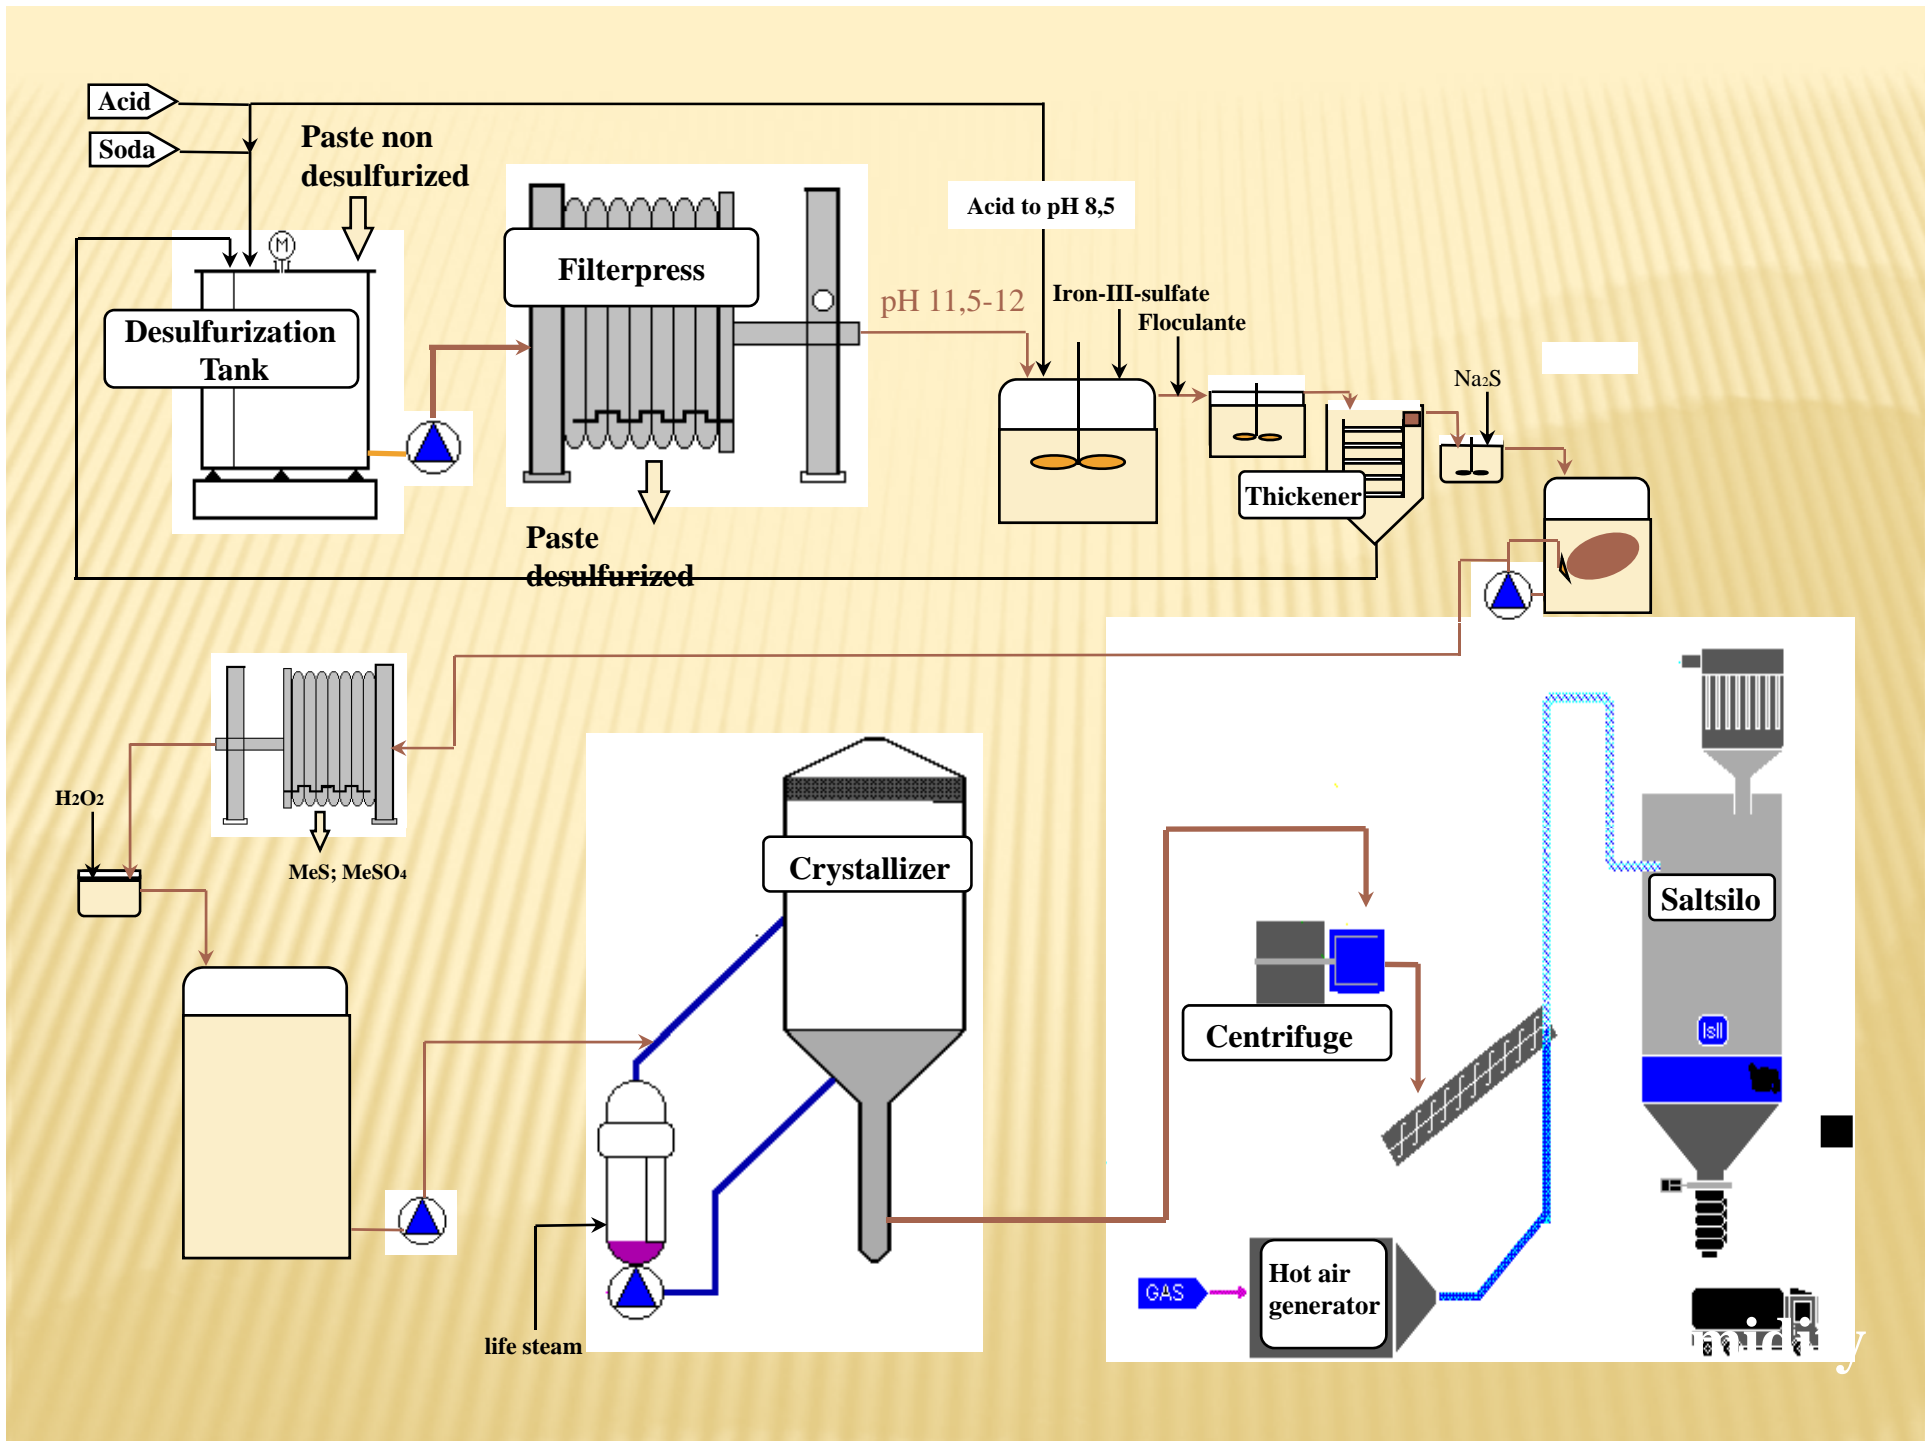 Acid
Soda
Paste non
desulfurized
M
Filterpress
Acid to pH 8,5
pH 11,5-12
Iron-III-sulfate
Floculante
Desulfurization
Tank
Na2S
Thickener
Paste
desulfurized
H2O2
MeS; MeSO4
Crystallizer
Saltsilo
Centrifuge
GAS
Hot air
generator
life steam